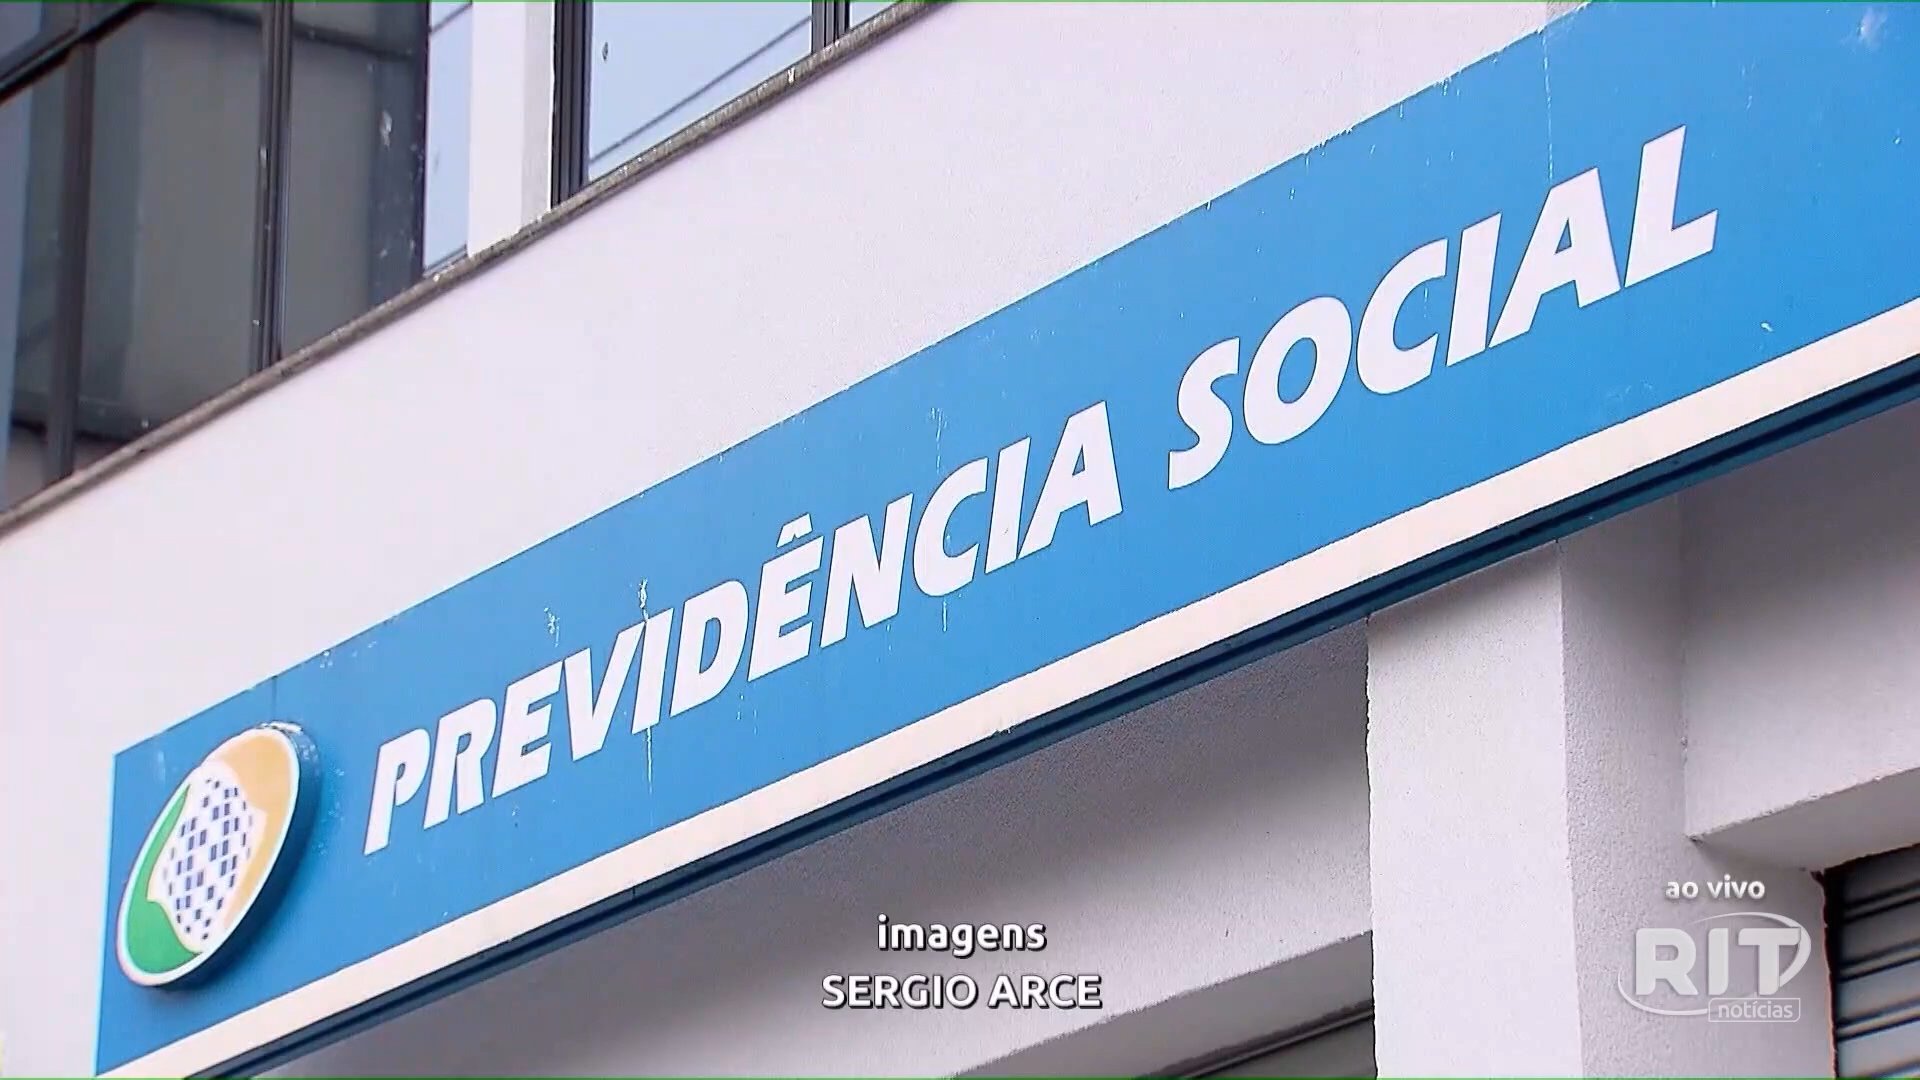 PREVIDÊNCIA SOCIAL
imagens
SERGIO ARCE
ao vivo
RIT
notícias